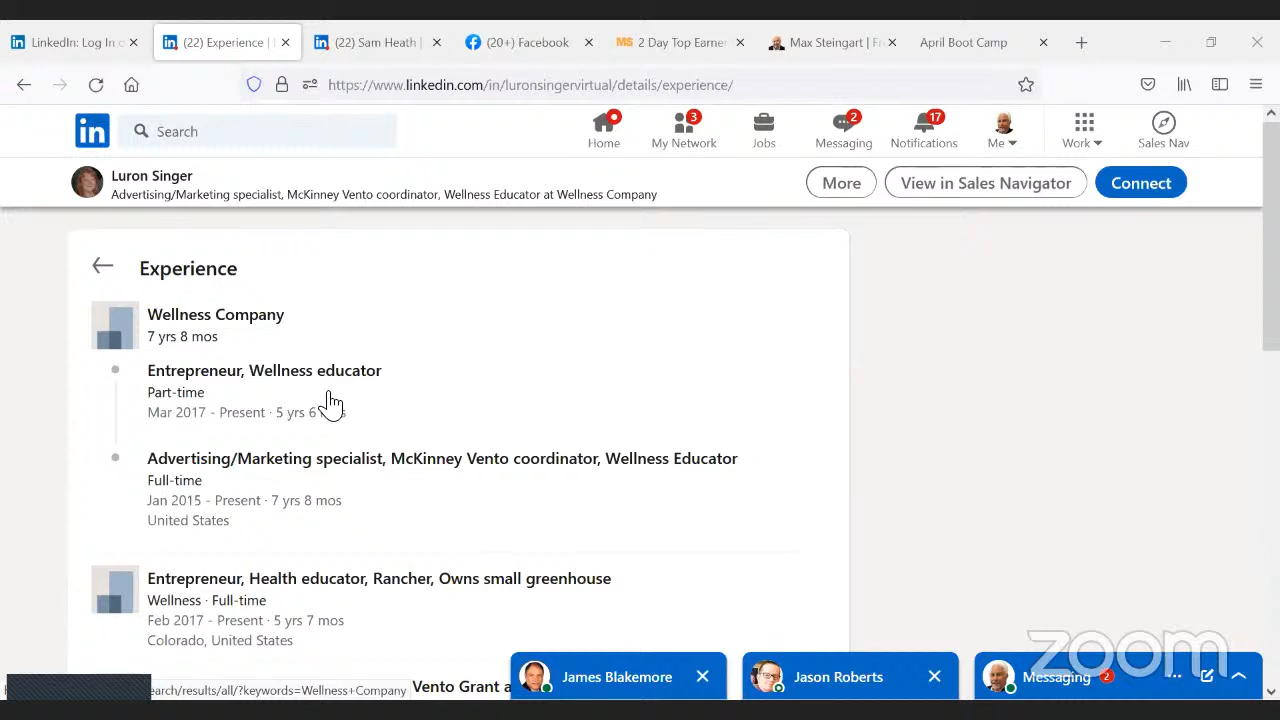 LinkedIn Log In o
(22) Experience |
(22) Sam Heath |
(20+) Facebook
MS 2 Day Top Earner
Max Steingart | Fr
April Boot Camp
https://www.linkedin.com/in/luronsingervirtual/details/experience/
in Search
3
2
17
Home
My Network
Jobs
Messaging
Notifications
Me
Work
Sales Nav
Luron Singer
Advertising/Marketing specialist, McKinney Vento coordinator, Wellness Educator at Wellness Company
More
View in Sales Navigator
Connect
Experience
Wellness Company
7 yrs 8 mos
Entrepreneur, Wellness educator
Part-time
Mar 2017 - Present · 5 yrs 6
Advertising/Marketing specialist, McKinney Vento coordinator, Wellness Educator
Full-time
Jan 2015 - Present · 7 yrs 8 mos
United States
Entrepreneur, Health educator, Rancher, Owns small greenhouse
Wellness · Full-time
Feb 2017 - Present · 5 yrs 7 mos
Colorado, United States
Vento Grant a
earch/results/all/?keywords=Wellness+Company
James Blakemore
Jason Roberts
Messaging 2
zoom